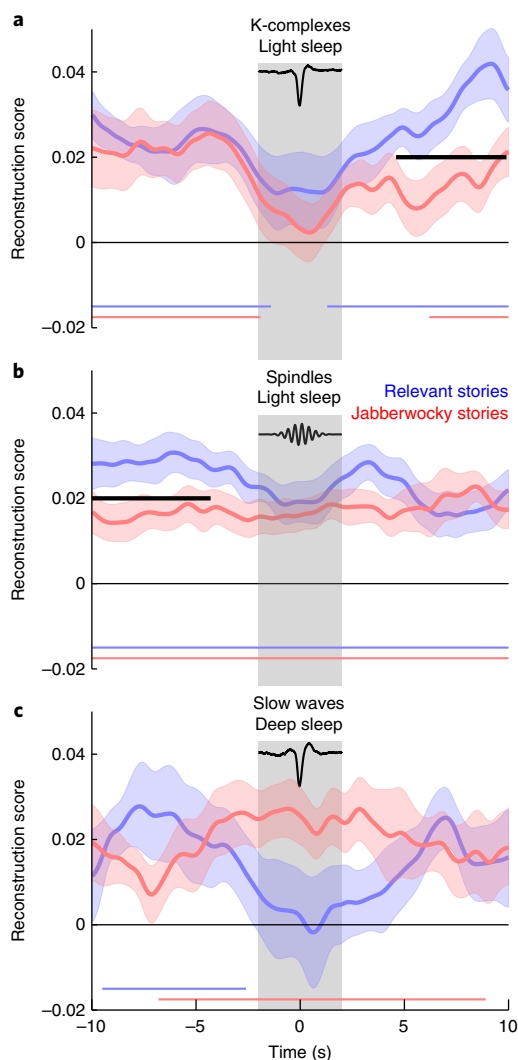 a
K-complexes
Light sleep
Reconstruction score
0.04
0.02
0
−0.02
b
Spindles
Light sleep
Relevant stories
Jabberwocky stories
Reconstruction score
0.04
0.02
0
−0.02
c
Slow waves
Deep sleep
Reconstruction score
0.04
0.02
0
−0.02
−10 −5 0 5 10
Time (s)